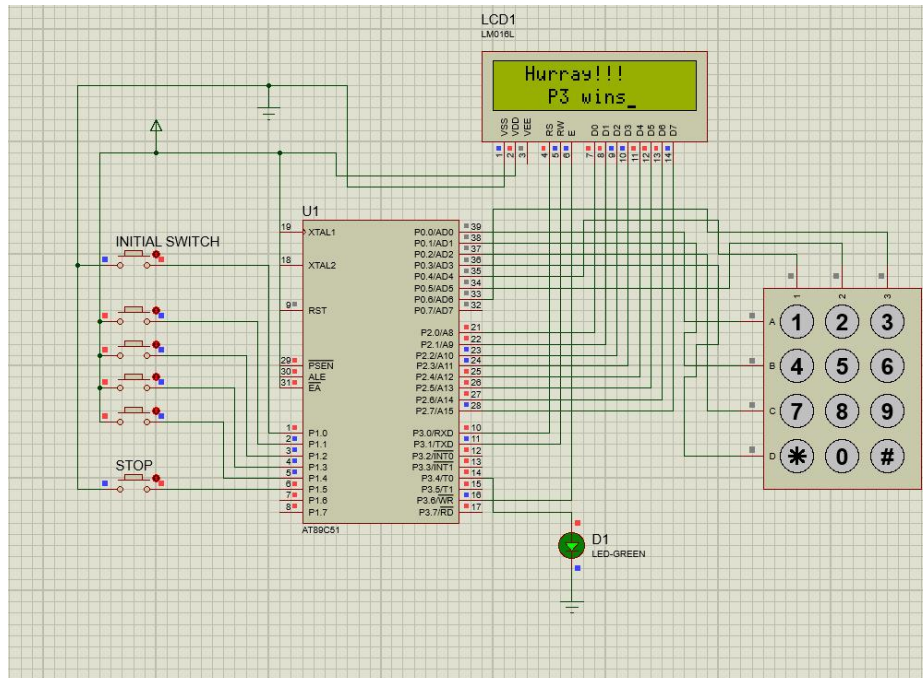 LCD1
LM016L
Hurray!!!
P3 wins_
VSS
VDD
VEE
RS
RW
E
D0
D1
D2
D3
D4
D5
D6
D7
1
2
3
4
5
6
7
8
9
10
11
12
13
14
U1
19 XTAL1
18 XTAL2
9 RST
29 PSEN
30 ALE
31 EA
1 P1.0
2 P1.1
3 P1.2
4 P1.3
5 P1.4
6 P1.5
7 P1.6
8 P1.7
P0.0/AD0 39
P0.1/AD1 38
P0.2/AD2 37
P0.3/AD3 36
P0.4/AD4 35
P0.5/AD5 34
P0.6/AD6 33
P0.7/AD7 32
P2.0/A8 21
P2.1/A9 22
P2.2/A10 23
P2.3/A11 24
P2.4/A12 25
P2.5/A13 26
P2.6/A14 27
P2.7/A15 28
P3.0/RXD 10
P3.1/TXD 11
P3.2/INT0 12
P3.3/INT1 13
P3.4/T0 14
P3.5/T1 15
P3.6/WR 16
P3.7/RD 17
AT89C51
INITIAL SWITCH
STOP
D1
LED-GREEN
1 2 3
A 1 2 3
B 4 5 6
C 7 8 9
D * 0 #